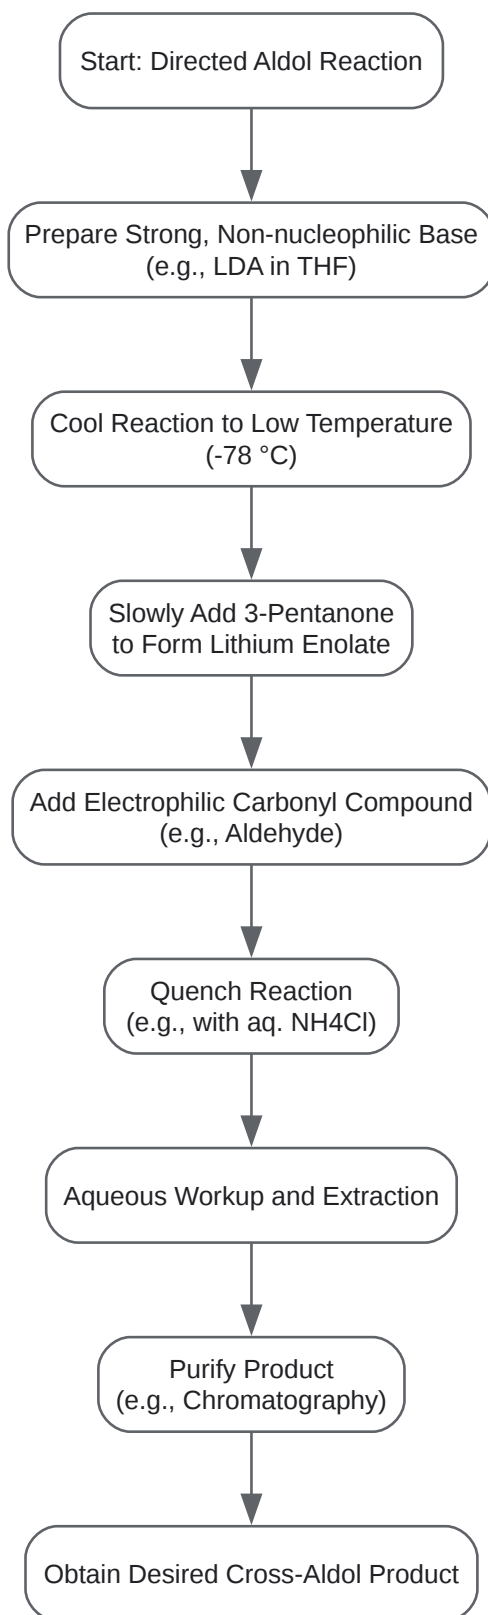 Start: Directed Aldol Reaction
Prepare Strong, Non-nucleophilic Base
(e.g., LDA in THF)
Cool Reaction to Low Temperature
(-78 °C)
Slowly Add 3-Pentanone
to Form Lithium Enolate
Add Electrophilic Carbonyl Compound
(e.g., Aldehyde)
Quench Reaction
(e.g., with aq. NH4Cl)
Aqueous Workup and Extraction
Purify Product
(e.g., Chromatography)
Obtain Desired Cross-Aldol Product